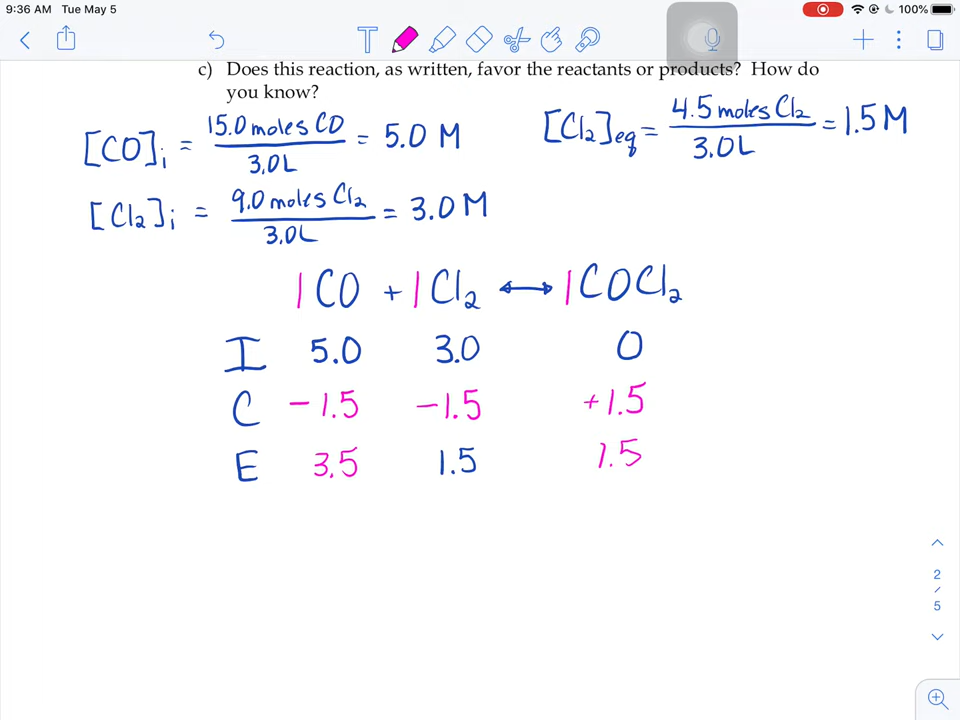 9:36 AM Tue May 5 100%
T
c) Does this reaction, as written, favor the reactants or products? How do
you know?
[CO]i = 15.0 moles CO / 3.0L = 5.0 M
[Cl2]eq = 4.5 moles Cl2 / 3.0L = 1.5 M
[Cl2]i = 9.0 moles Cl2 / 3.0L = 3.0 M
1 CO + 1 Cl2 ↔ 1 COCl2
I 5.0 3.0 0
C -1.5 -1.5 +1.5
E 3.5 1.5 1.5
2
/
5